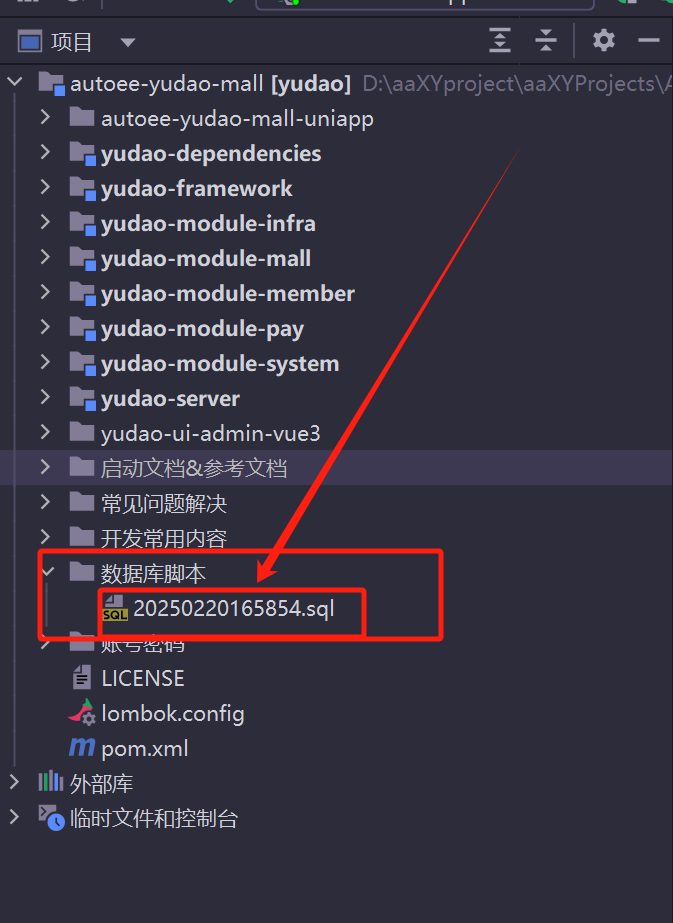 项目
autoee-yudao-mall [yudao] D:\aaXYproject\aaXYProjects\A
autoee-yudao-mall-uniapp
yudao-dependencies
yudao-framework
yudao-module-infra
yudao-module-mall
yudao-module-member
yudao-module-pay
yudao-module-system
yudao-server
yudao-ui-admin-vue3
启动文档&参考文档
常见问题解决
开发常用内容
数据库脚本
SQL 20250220165854.sql
账号密码
LICENSE
lombok.config
m pom.xml
外部库
临时文件和控制台